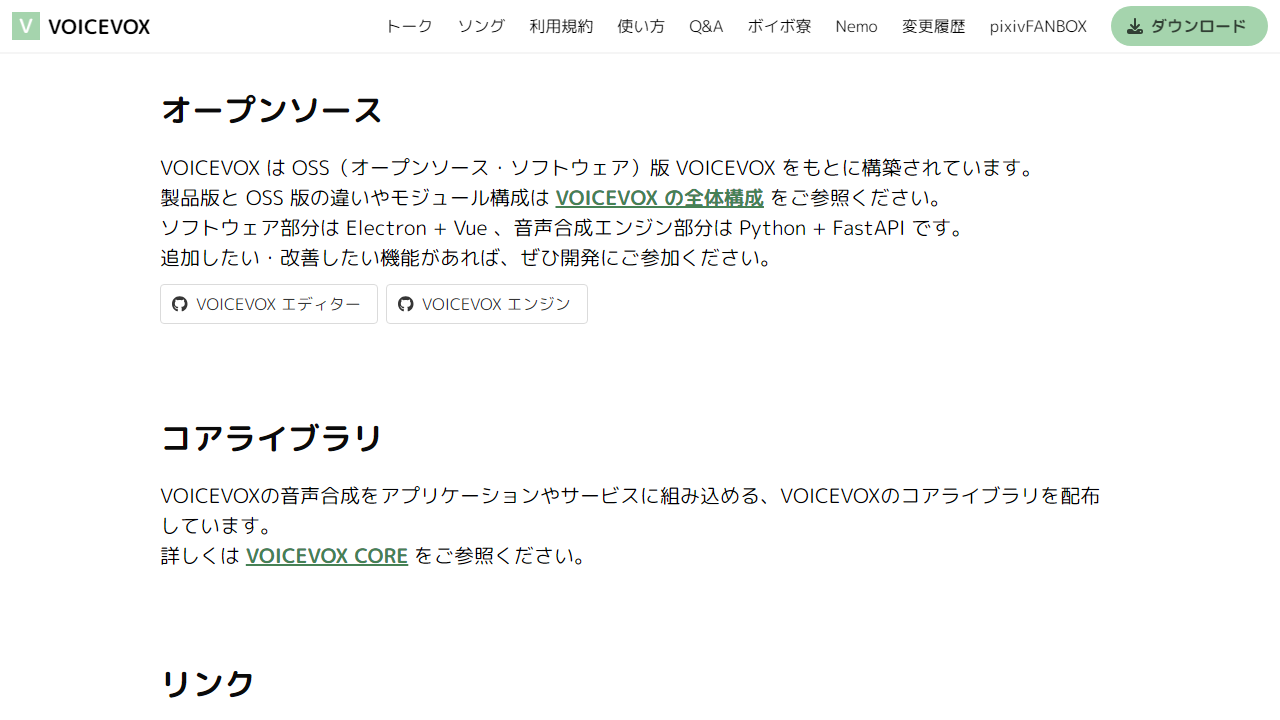 V VOICEVOX トーク ソング 利用規約 使い方 Q&A ボイボ寮 Nemo 変更履歴 pixivFANBOX ダウンロード
オープンソース
VOICEVOX は OSS（オープンソース・ソフトウェア）版 VOICEVOX をもとに構築されています。
製品版と OSS 版の違いやモジュール構成は VOICEVOX の全体構成 をご参照ください。
ソフトウェア部分は Electron + Vue 、音声合成エンジン部分は Python + FastAPI です。
追加したい・改善したい機能があれば、ぜひ開発にご参加ください。
VOICEVOX エディター VOICEVOX エンジン
コアライブラリ
VOICEVOXの音声合成をアプリケーションやサービスに組み込める、VOICEVOXのコアライブラリを配布
しています。
詳しくは VOICEVOX CORE をご参照ください。
リンク